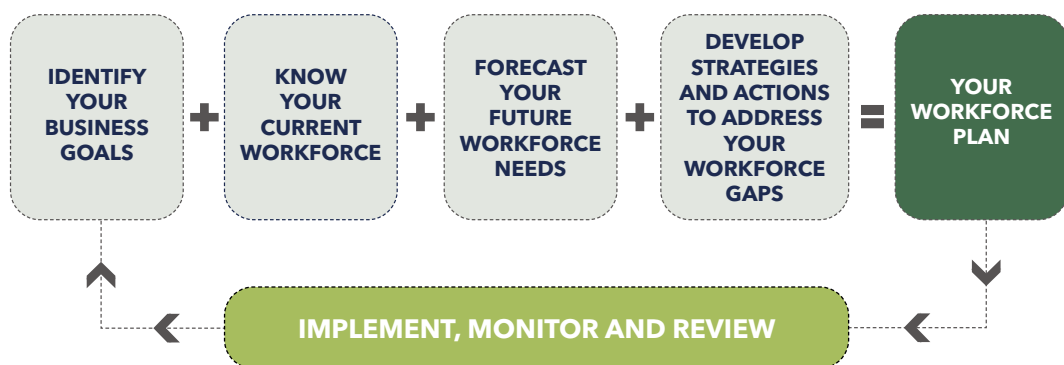 IDENTIFY
YOUR
BUSINESS
GOALS
+
KNOW
YOUR
CURRENT
WORKFORCE
+
FORECAST
YOUR
FUTURE
WORKFORCE
NEEDS
+
DEVELOP
STRATEGIES
AND ACTIONS
TO ADDRESS
YOUR
WORKFORCE
GAPS
=
YOUR
WORKFORCE
PLAN
IMPLEMENT, MONITOR AND REVIEW